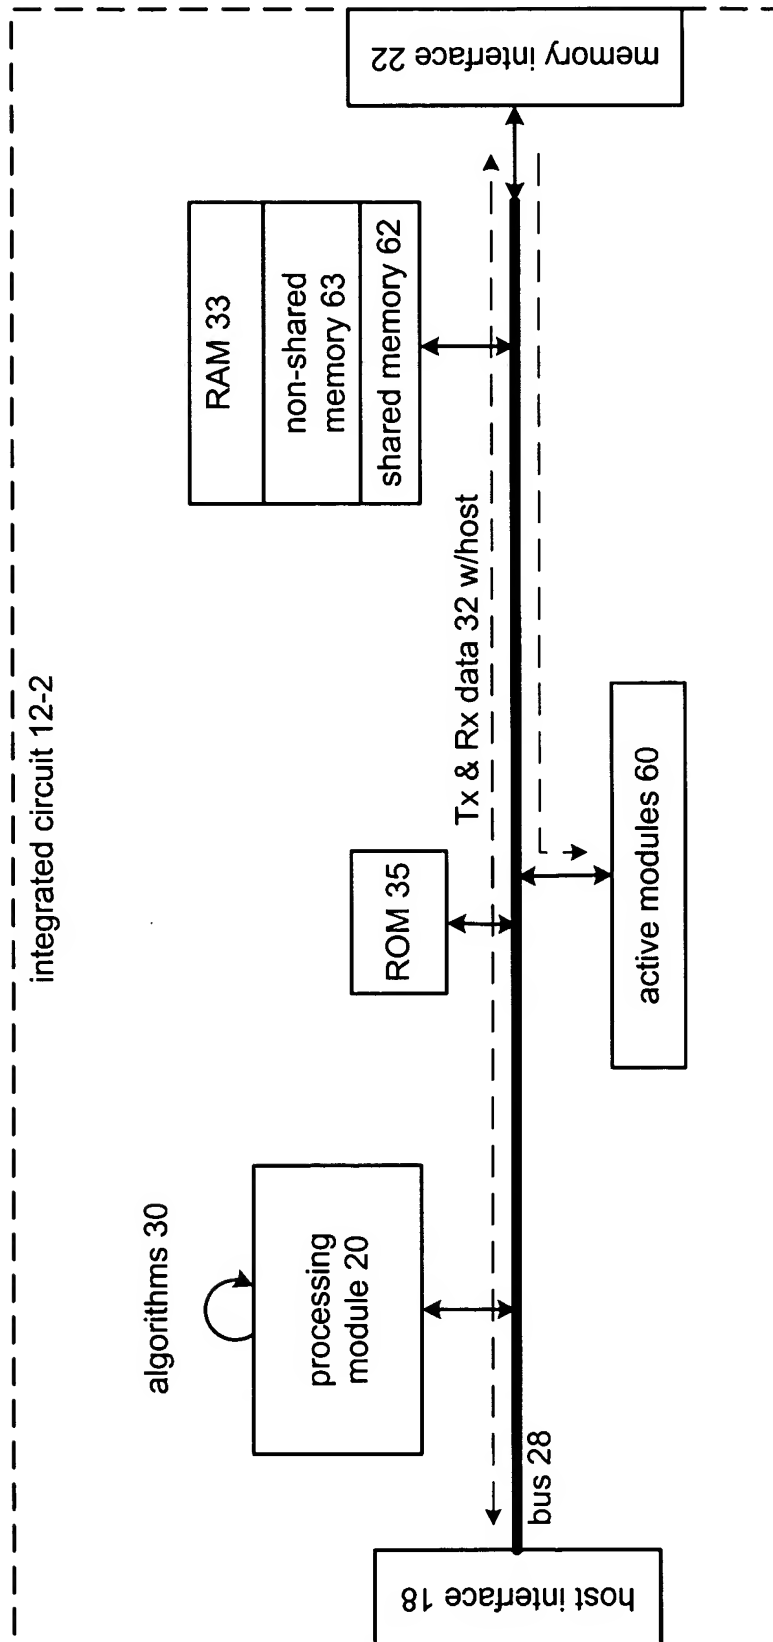 integrated circuit 12-2
algorithms 30
processing
module 20
ROM 35
RAM 33
non-shared
memory 63
shared memory 62
Tx & Rx data 32 w/host
host interface 18
bus 28
active modules 60
memory interface 22